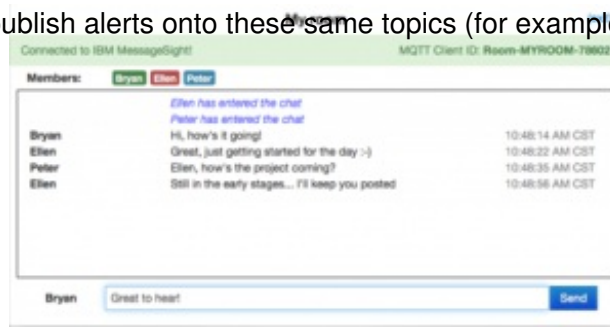 ublish alerts onto these same topics (for example
My room
Connected to IBM MessageSight! MQTT Client ID: Room-MYROOM-78602
Members: Bryan Ellen Peter
Ellen has entered the chat
Peter has entered the chat
Bryan Hi, how's it going! 10:48:14 AM CST
Ellen Great, just getting started for the day :-) 10:48:22 AM CST
Peter Ellen, how's the project coming? 10:48:35 AM CST
Ellen Still in the early stages... I'll keep you posted 10:48:56 AM CST
Bryan Great to hear! Send